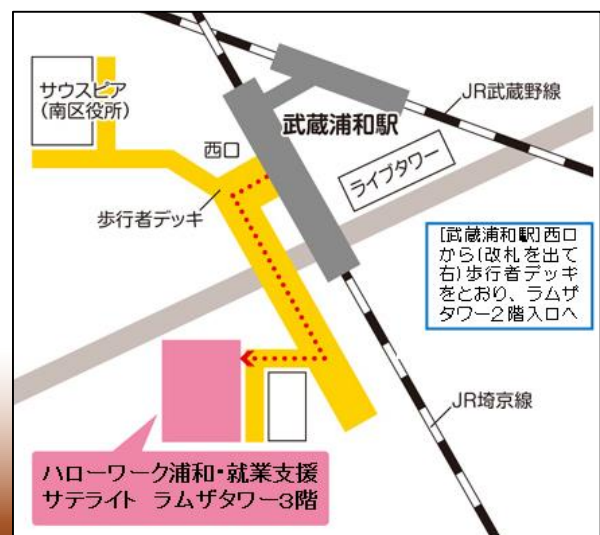 サウスピア
(南区役所)
西口
武蔵浦和駅
JR武蔵野線
ライブタワー
歩行者デッキ
[武蔵浦和駅]西口
から(改札を出て
右)歩行者デッキ
をとおり、ラムザ
タワー2階入口へ
JR埼京線
ハローワーク浦和・就業支援
サテライト ラムザタワー3階